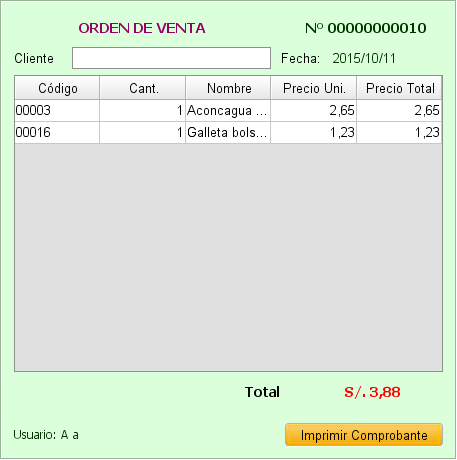 ORDEN DE VENTA Nº 00000000010
Cliente Fecha: 2015/10/11
Código Cant. Nombre Precio Uni. Precio Total
00003 1 Aconcagua ... 2,65 2,65
00016 1 Galleta bols... 1,23 1,23
Total S/. 3,88
Usuario: A a Imprimir Comprobante